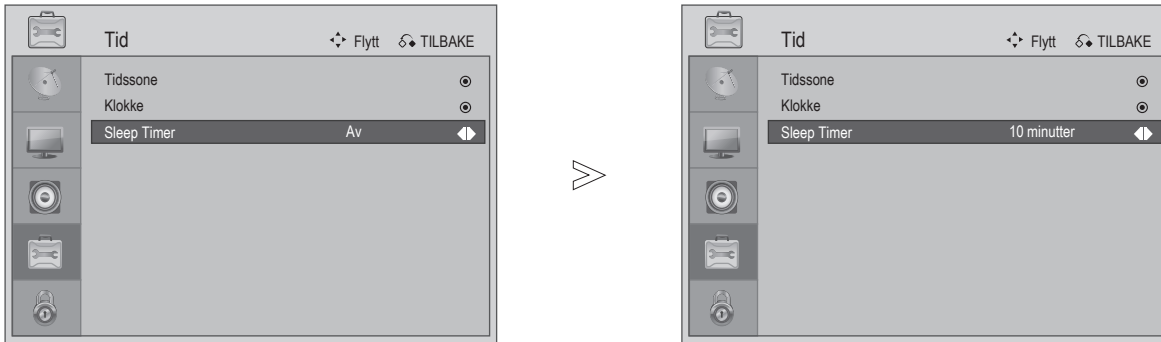 Tid Flytt TILBAKE
Tidssone
Klokke
Sleep Timer Av
Tid Flytt TILBAKE
Tidssone
Klokke
Sleep Timer 10 minutter